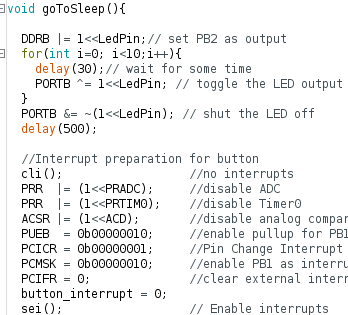 void goToSleep(){
DDRB |= 1<<LedPin;// set PB2 as output
for(int i=0; i<10;i++){
delay(30);// wait for some time
PORTB ^= 1<<LedPin; // toggle the LED output
}
PORTB &= ~(1<<LedPin); // shut the LED off
delay(500);
//Interrupt preparation for button
cli(); //no interrupts
PRR |= (1<<PRADC); //disable ADC
PRR |= (1<<PRTIM0); //disable Timer0
ACSR |= (1<<ACD); //disable analog compar
PUEB = 0b00000010; //enable pullup for PB1
PCICR = 0b00000001; //Pin Change Interrupt
PCMSK = 0b00000010; //enable PB1 as interru
PCIFR = 0; //clear external interr
button_interrupt = 0;
sei(); // Enable interrupts